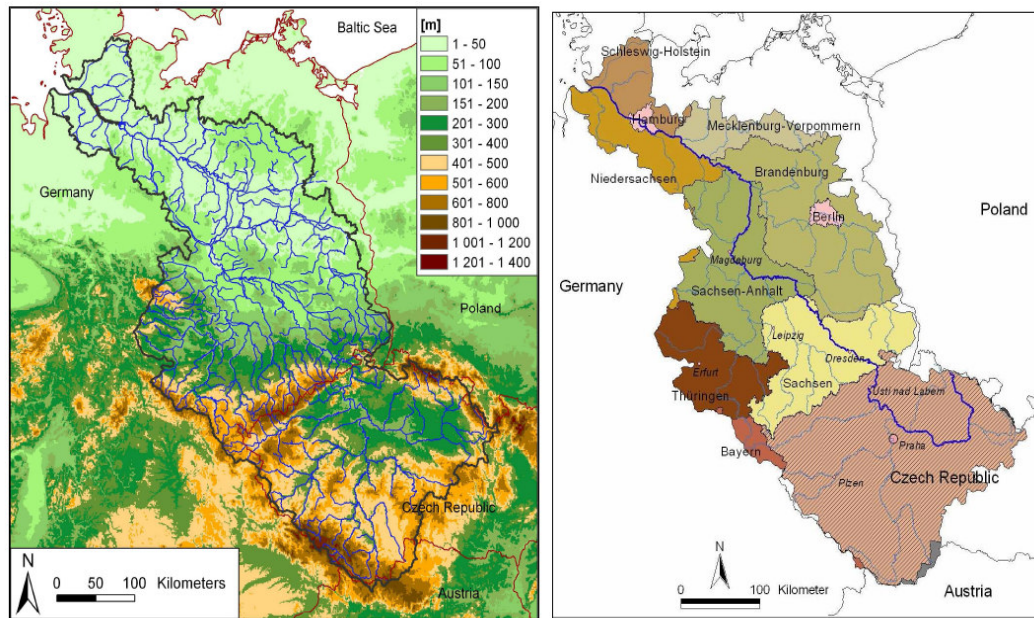 Baltic Sea
[m]
1 - 50
51 - 100
101 - 150
151 - 200
201 - 300
301 - 400
401 - 500
501 - 600
601 - 800
801 - 1 000
1 001 - 1 200
1 201 - 1 400
Germany
Poland
Czech Republic
Austria
N
0 50 100 Kilometers
Schleswig-Holstein
Hamburg
Mecklenburg-Vorpommern
Niedersachsen
Brandenburg
Berlin
Poland
Magdeburg
Germany
Sachsen-Anhalt
Leipzig
Dresden
Erfurt
Sachsen
Usti nad Labem
Thüringen
Praha
Bayern
Czech Republic
Plzen
N
0 100 Kilometer
Austria